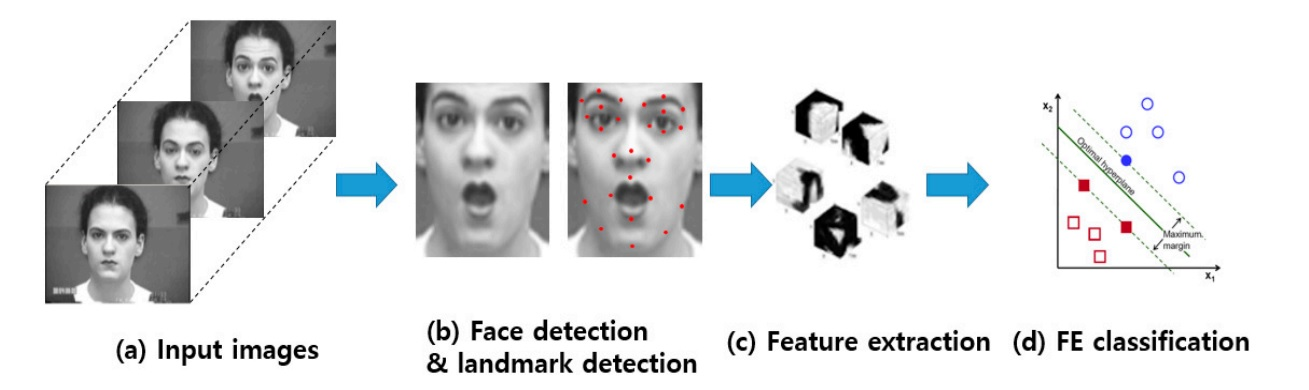 (a) Input images
(b) Face detection
& landmark detection
(c) Feature extraction
(d) FE classification
x₂
Optimal hyperplane
Maximum.
margin
x₁